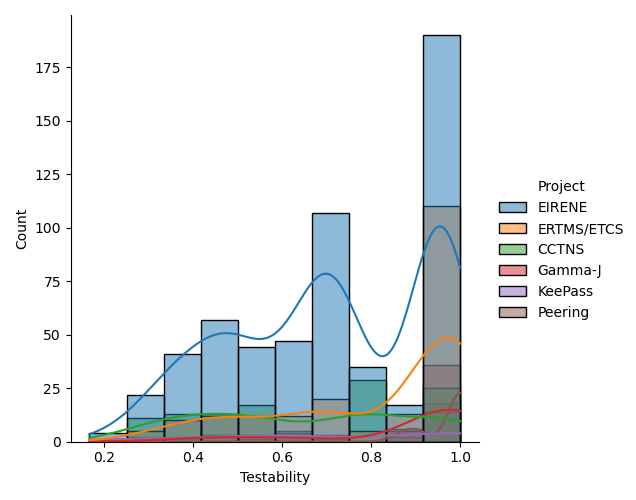 175
150
125
100
75
50
25
0
Count
0.2 0.4 0.6 0.8 1.0
Testability
Project
EIRENE
ERTMS/ETCS
CCTNS
Gamma-J
KeePass
Peering